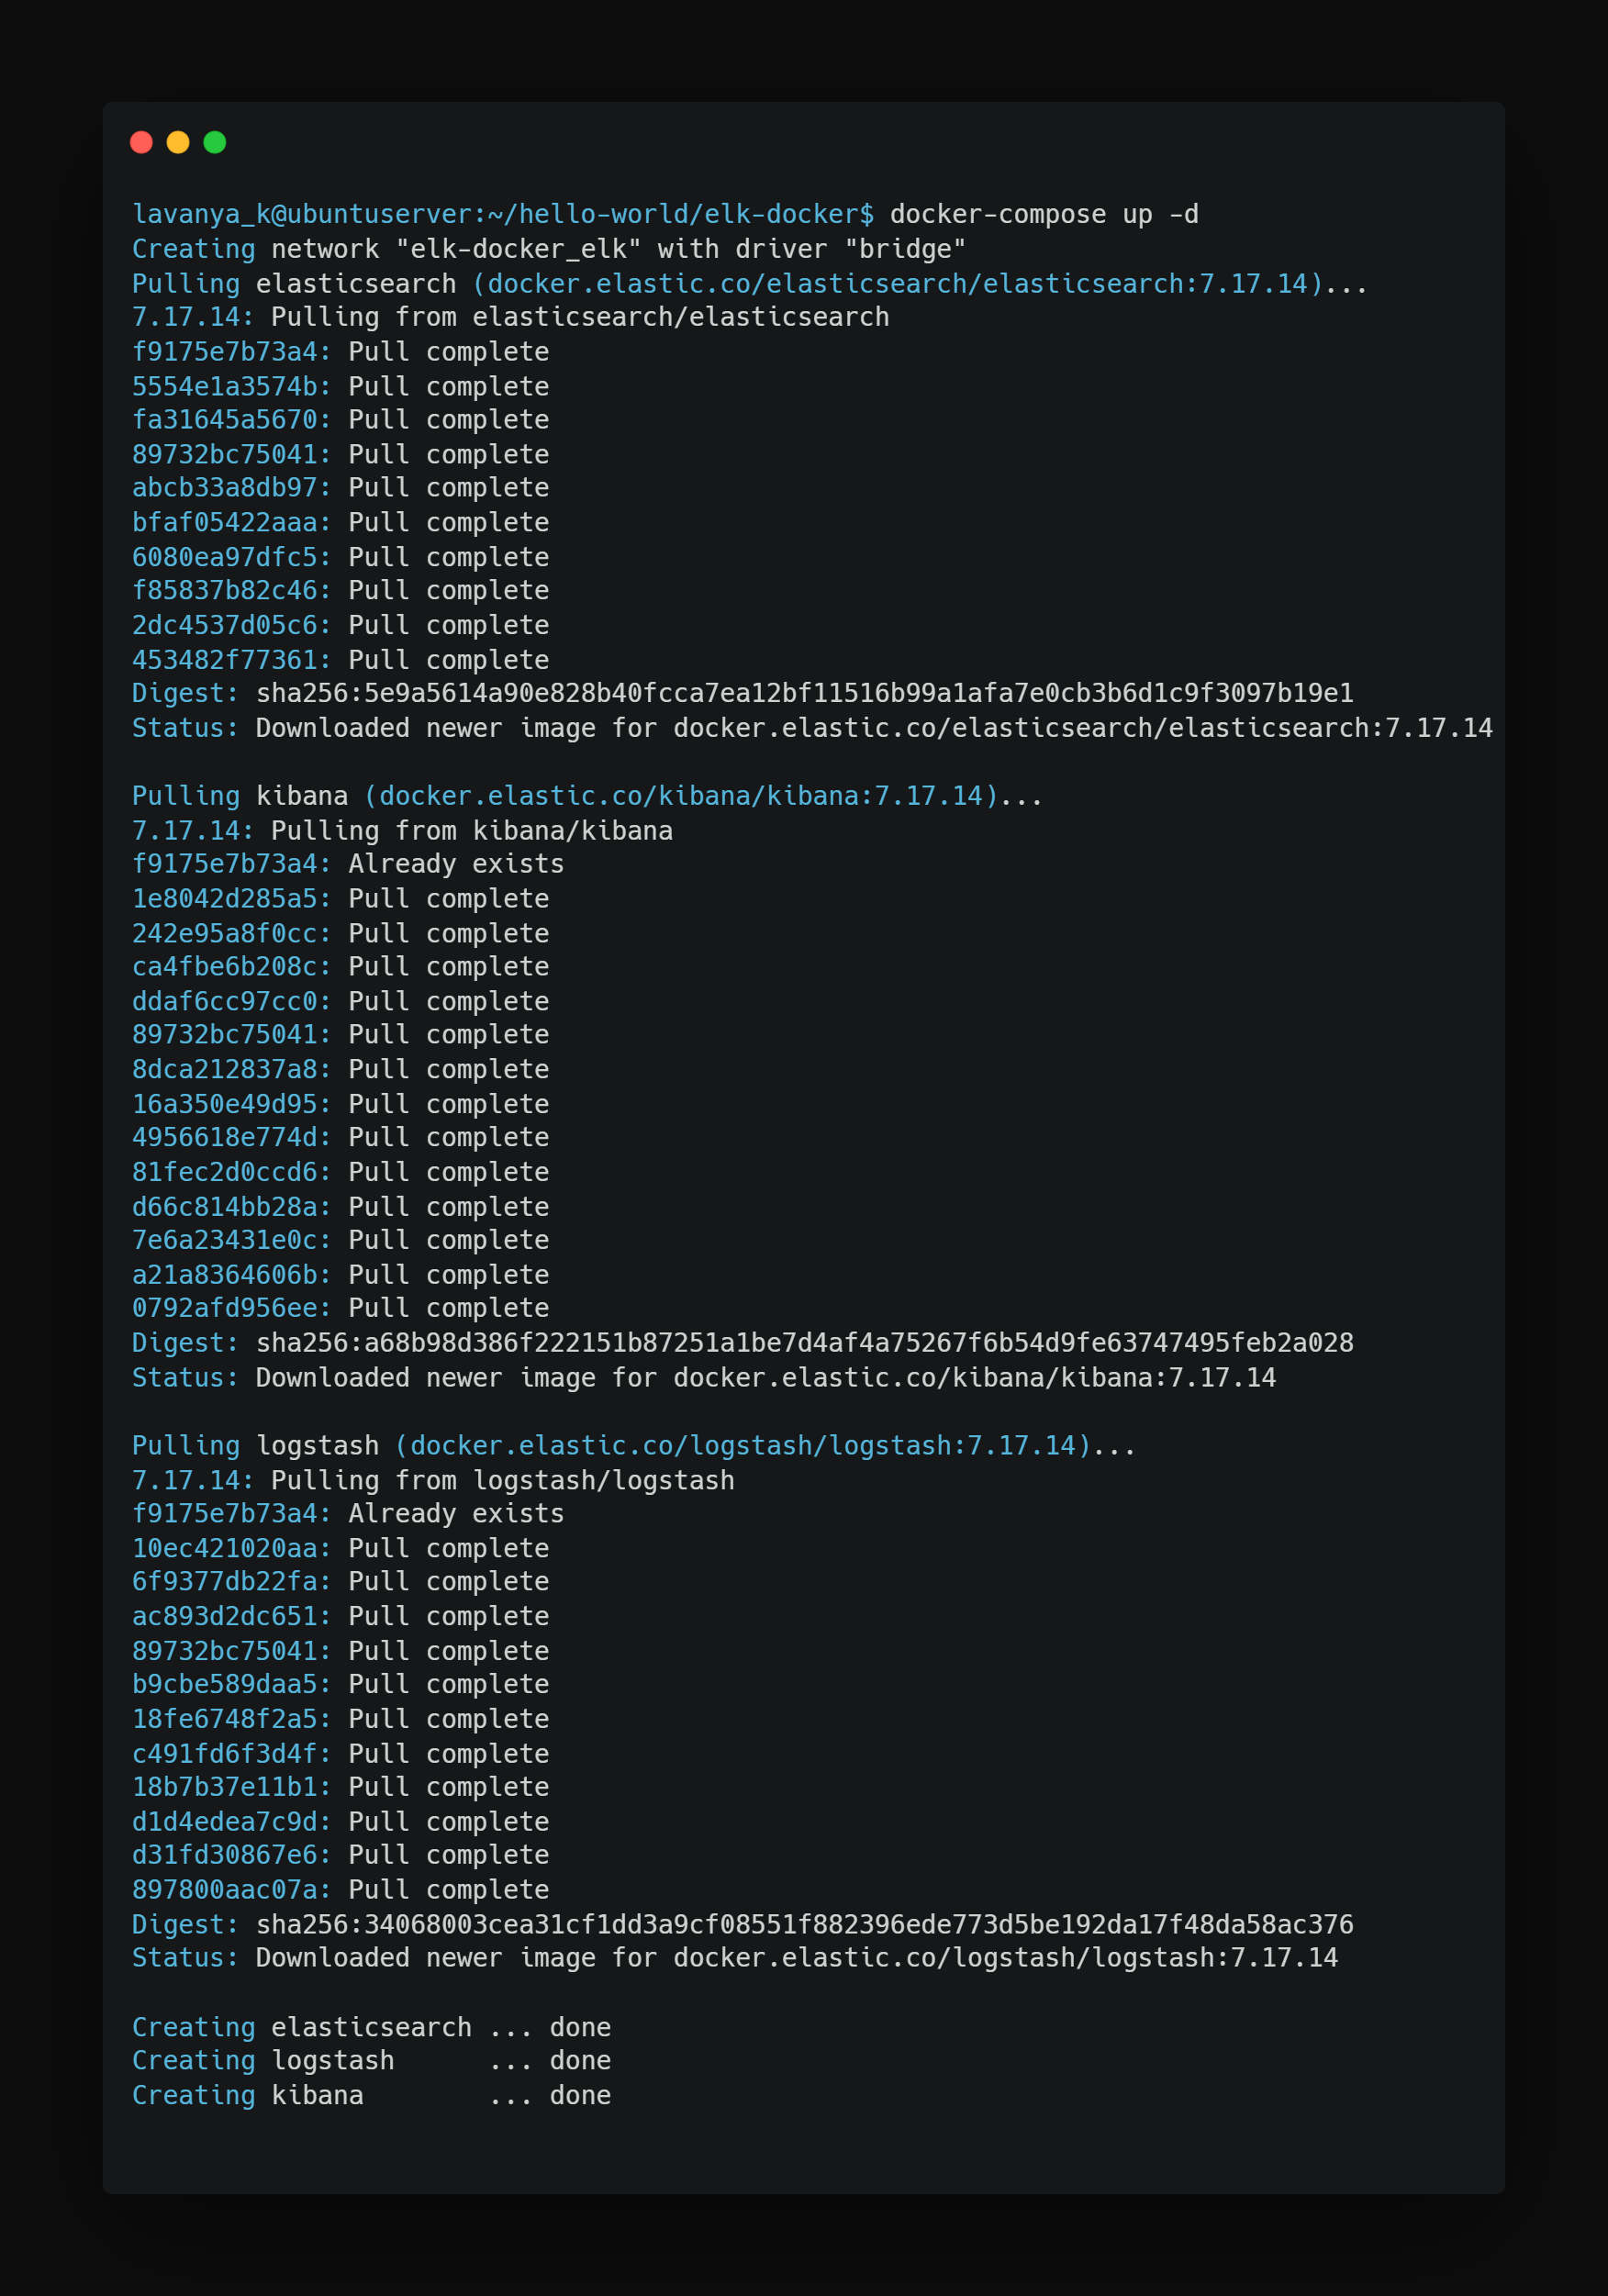 lavanya_k@ubuntuserver:~/hello-world/elk-docker$ docker-compose up -d
Creating network "elk-docker_elk" with driver "bridge"
Pulling elasticsearch (docker.elastic.co/elasticsearch/elasticsearch:7.17.14)...
7.17.14: Pulling from elasticsearch/elasticsearch
f9175e7b73a4: Pull complete
5554e1a3574b: Pull complete
fa31645a5670: Pull complete
89732bc75041: Pull complete
abcb33a8db97: Pull complete
bfaf05422aaa: Pull complete
6080ea97dfc5: Pull complete
f85837b82c46: Pull complete
2dc4537d05c6: Pull complete
453482f77361: Pull complete
Digest: sha256:5e9a5614a90e828b40fcca7ea12bf11516b99a1afa7e0cb3b6d1c9f3097b19e1
Status: Downloaded newer image for docker.elastic.co/elasticsearch/elasticsearch:7.17.14
Pulling kibana (docker.elastic.co/kibana/kibana:7.17.14)...
7.17.14: Pulling from kibana/kibana
f9175e7b73a4: Already exists
1e8042d285a5: Pull complete
242e95a8f0cc: Pull complete
ca4fbe6b208c: Pull complete
ddaf6cc97cc0: Pull complete
89732bc75041: Pull complete
8dca212837a8: Pull complete
16a350e49d95: Pull complete
4956618e774d: Pull complete
81fec2d0ccd6: Pull complete
d66c814bb28a: Pull complete
7e6a23431e0c: Pull complete
a21a8364606b: Pull complete
0792afd956ee: Pull complete
Digest: sha256:a68b98d386f222151b87251a1be7d4af4a75267f6b54d9fe63747495feb2a028
Status: Downloaded newer image for docker.elastic.co/kibana/kibana:7.17.14
Pulling logstash (docker.elastic.co/logstash/logstash:7.17.14)...
7.17.14: Pulling from logstash/logstash
f9175e7b73a4: Already exists
10ec421020aa: Pull complete
6f9377db22fa: Pull complete
ac893d2dc651: Pull complete
89732bc75041: Pull complete
b9cbe589daa5: Pull complete
18fe6748f2a5: Pull complete
c491fd6f3d4f: Pull complete
18b7b37e11b1: Pull complete
d1d4edea7c9d: Pull complete
d31fd30867e6: Pull complete
897800aac07a: Pull complete
Digest: sha256:34068003cea31cf1dd3a9cf08551f882396ede773d5be192da17f48da58ac376
Status: Downloaded newer image for docker.elastic.co/logstash/logstash:7.17.14
Creating elasticsearch ... done
Creating logstash      ... done
Creating kibana        ... done